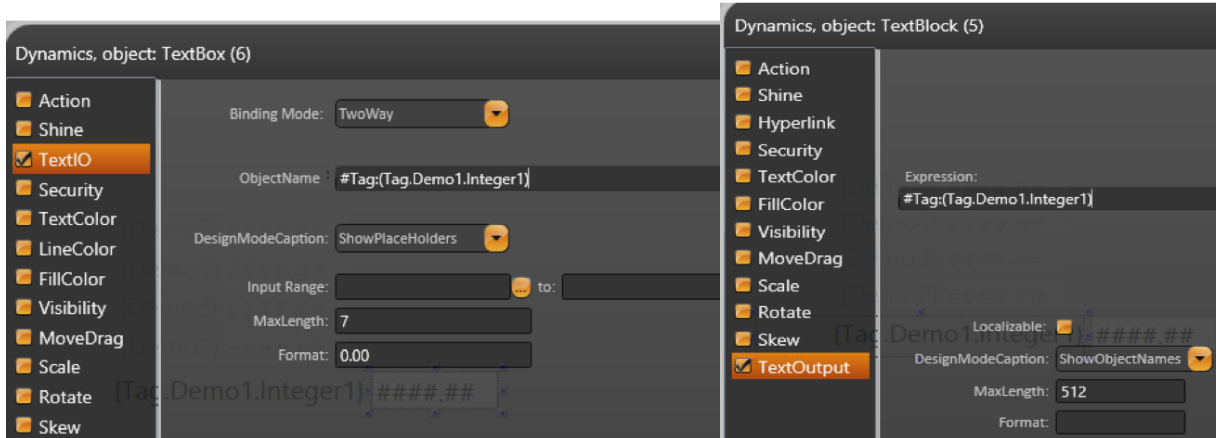 Dynamics, object: TextBox (6)
Action
Shine
TextIO
Security
TextColor
LineColor
FillColor
Visibility
MoveDrag
Scale
Rotate
Skew
Binding Mode: TwoWay
ObjectName : #Tag:(Tag.Demo1.Integer1)
DesignModeCaption: ShowPlaceHolders
Input Range: ... to:
MaxLength: 7
Format: 0.00
{Tag.Demo1.Integer1} ####.##
Dynamics, object: TextBlock (5)
Action
Shine
Hyperlink
Security
TextColor
FillColor
Visibility
MoveDrag
Scale
Rotate
Skew
TextOutput
Expression:
#Tag:(Tag.Demo1.Integer1)
Localizable:
{Tag.Demo1.Integer1} ####.##
DesignModeCaption: ShowObjectNames
MaxLength: 512
Format: